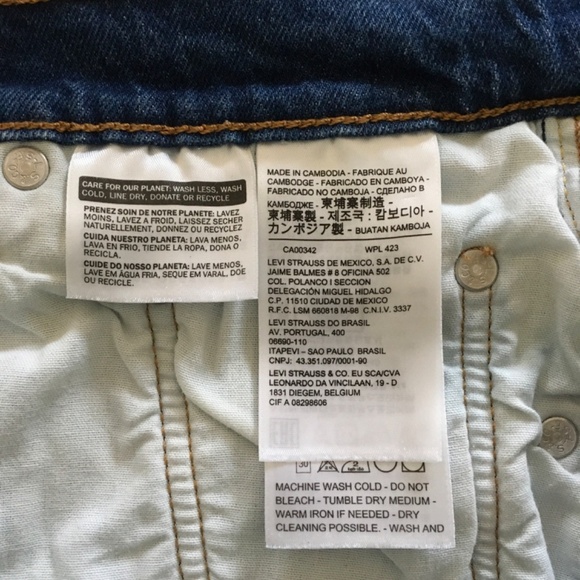 CARE FOR OUR PLANET: WASH LESS, WASH
COLD, LINE DRY, DONATE OR RECYCLE
PRENEZ SOIN DE NOTRE PLANETE: LAVEZ
MOINS, LAVEZ A FROID, LAISSEZ SECHER
NATURELLEMENT, DONNEZ OU RECYCLEZ
CUIDA NUESTRO PLANETA: LAVA MENOS,
LAVA EN FRIO, TIENDE LA ROPA, DONA O
RECICLA.
CUIDE DO NOSSO PLANETA: LAVE MENOS,
LAVE EM ÁGUA FRIA, SEQUE EM VARAL, DOE
OU RECICLE.
MADE IN CAMBODIA - FABRIQUE AU
CAMBODGE - FABRICADO EN CAMBOYA -
FABRICADO NO CAMBOJA - СДЕЛАНО В
КАМБОДЖЕ - 柬埔寨制造 -
柬埔寨製 - 제조국 : 캄보디아 -
カンボジア製 - BUATAN KAMBOJA
CA00342 WPL 423
LEVI STRAUSS DE MEXICO, S.A. DE C.V.
JAIME BALMES # 8 OFICINA 502
COL. POLANCO I SECCION
DELEGACIÓN MIGUEL HIDALGO
C.P. 11510 CIUDAD DE MEXICO
R.F.C. LSM 660818 M-98 C.N.I.V. 3337
LEVI STRAUSS DO BRASIL
AV. PORTUGAL, 400
06690-110
ITAPEVI – SAO PAULO BRASIL
CNPJ: 43.351.097/0001-90
LEVI STRAUSS & CO. EU SCA/CVA
LEONARDO DA VINCILAAN, 19 - D
1831 DIEGEM, BELGIUM
CIF A 08298606
30
MACHINE WASH COLD - DO NOT
BLEACH - TUMBLE DRY MEDIUM -
WARM IRON IF NEEDED - DRY
CLEANING POSSIBLE. - WASH AND